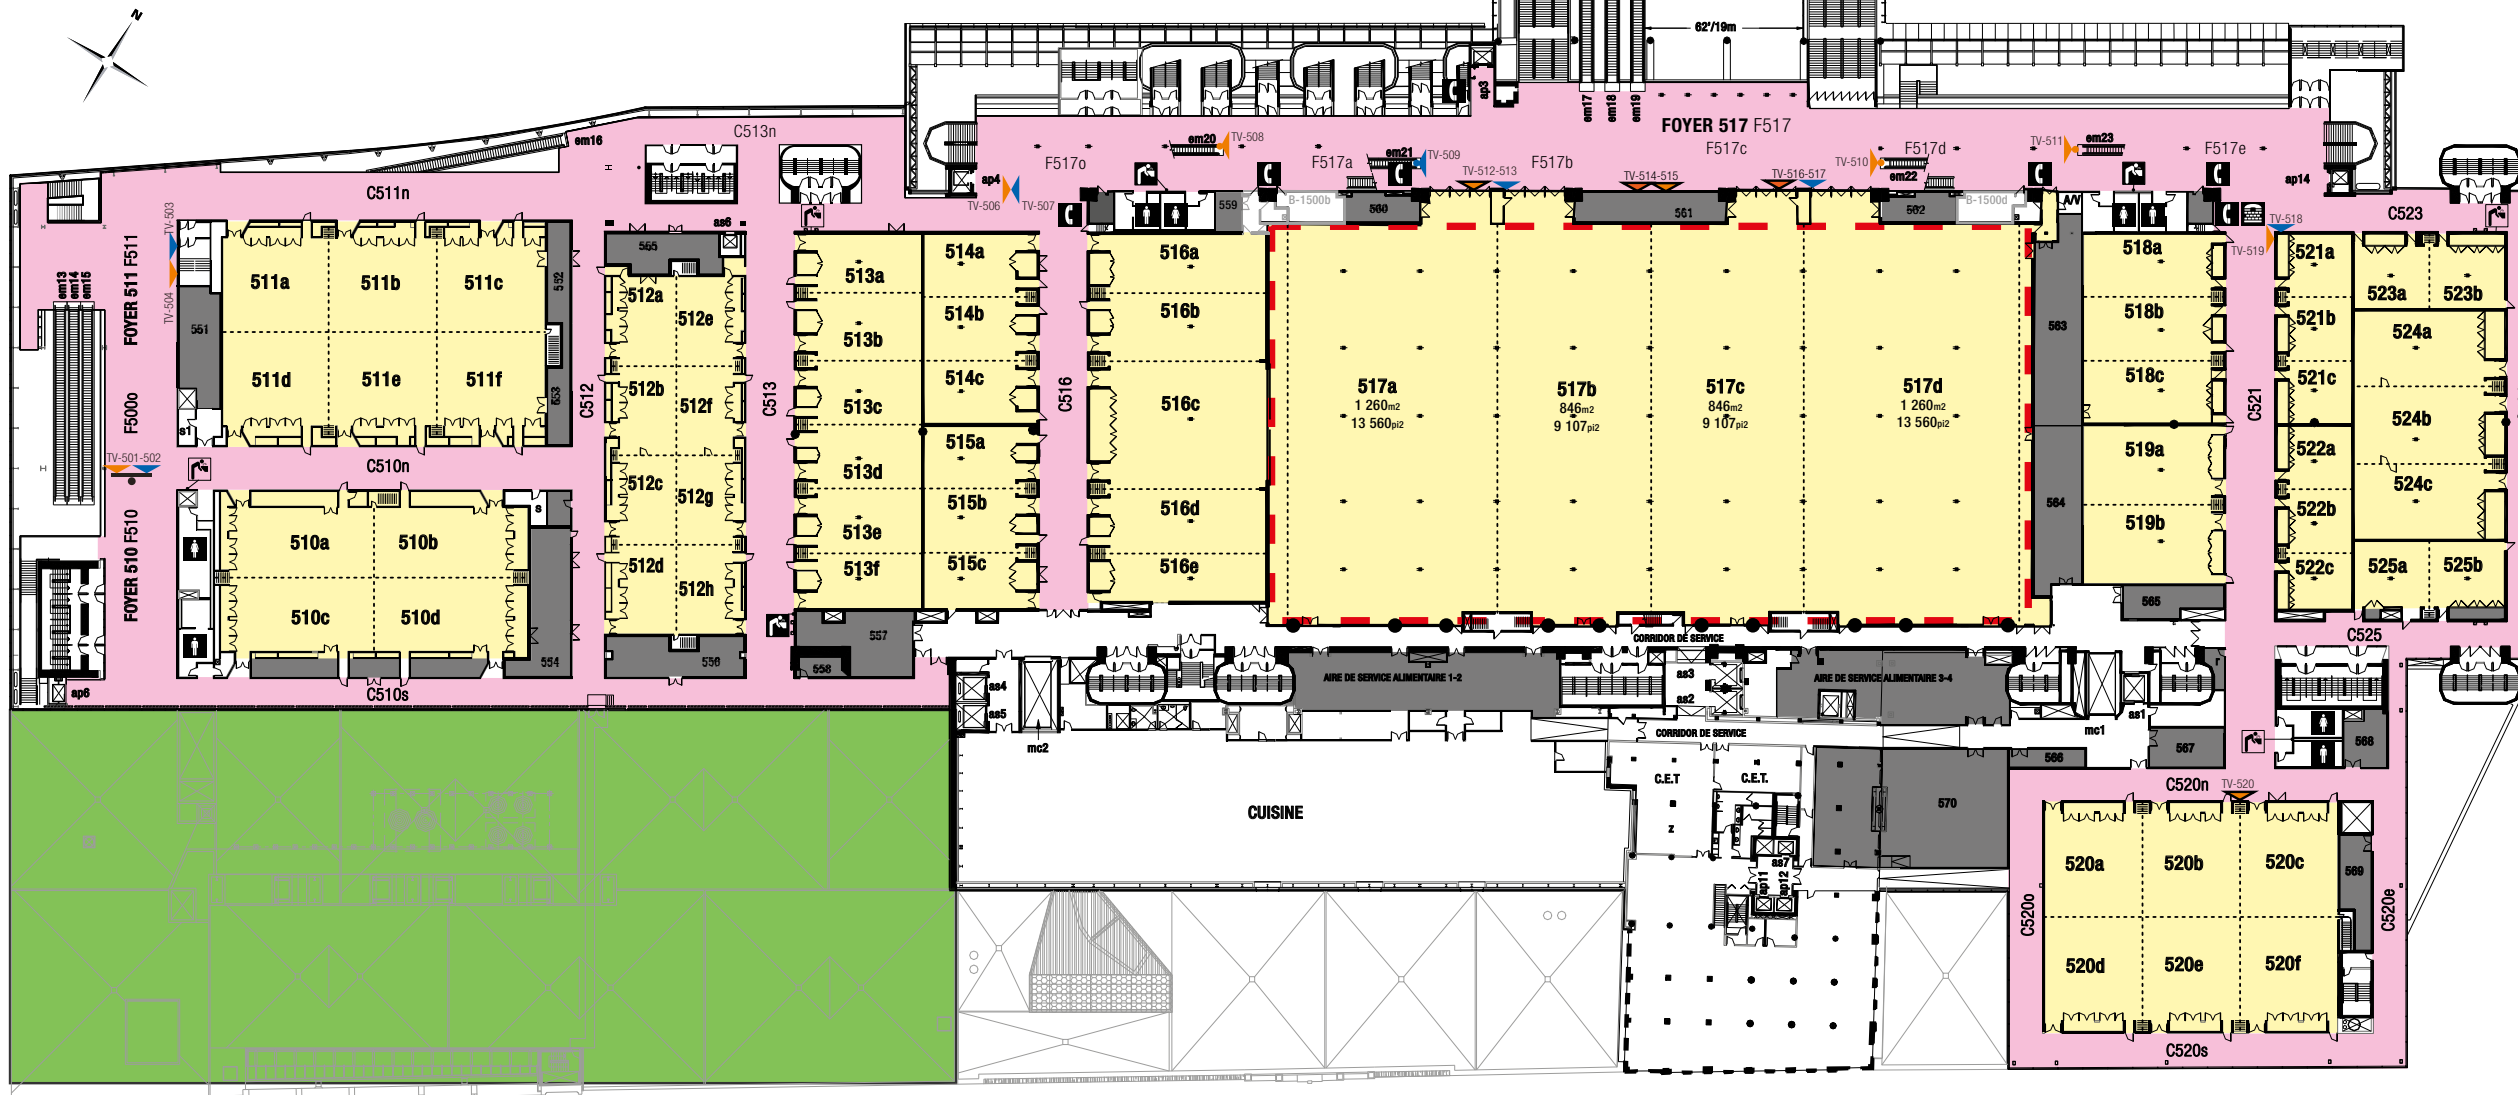 N
62'/19m
C513n
em16
em17
em18
em19
ap3
FOYER 517 F517
em20
TV-508
F517o
F517a
em21
TV-509
TV-512-513
F517b
F517c
TV-514-515
TV-516-517
TV-510
F517d
em22
TV-511
em23
F517e
ap14
ap4
TV-506
TV-507
C511n
TV-503
TV-504
FOYER 511 F511
em13
em14
em15
F500o
TV-501-502
FOYER 510 F510
ap6
551
s1
511a
511b
511c
511d
511e
511f
552
553
C510n
510a
510b
510c
510d
s
554
C510s
C512
as6
512a
512e
512b
512f
512c
512g
512d
512h
556
C513
513a
513b
513c
513d
513e
513f
514a
514b
514c
515a
515b
515c
557
558
C516
559
B-1500b
560
561
562
B-1500d
A/V
516a
516b
516c
516d
516e
517a
1 260m2
13 560pi2
517b
846m2
9 107pi2
517c
846m2
9 107pi2
517d
1 260m2
13 560pi2
563
564
518a
518b
518c
519a
519b
565
C521
TV-518
TV-519
C523
521a
521b
521c
522a
522b
522c
523a
523b
524a
524b
524c
525a
525b
C525
CORRIDOR DE SERVICE
AIRE DE SERVICE ALIMENTAIRE 1-2
as3
as2
AIRE DE SERVICE ALIMENTAIRE 3-4
as4
as5
mc2
CORRIDOR DE SERVICE
as1
mc1
566
567
568
C.E.T
C.E.T.
z
CUISINE
570
as7
ap11
ap12
C520n
TV-520
520a
520b
520c
520d
520e
520f
569
C520o
C520e
C520s